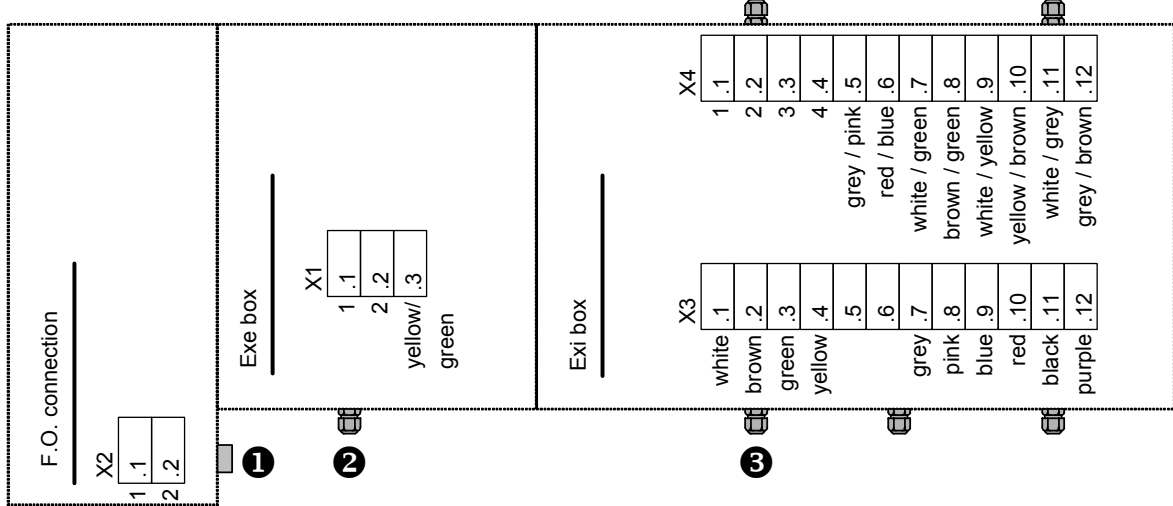 F.O. connection
X2
1 .1
2 .2
❶
Exe box
X1
1 .1
2 .2
yellow/ .3
green
❷
Exi box
X3
white .1
brown .2
green .3
yellow .4
.5
.6
grey .7
pink .8
blue .9
red .10
black .11
purple .12
X4
1 .1
2 .2
3 .3
4 .4
grey / pink .5
red / blue .6
white / green .7
brown / green .8
white / yellow .9
yellow / brown .10
white / grey .11
grey / brown .12
❸